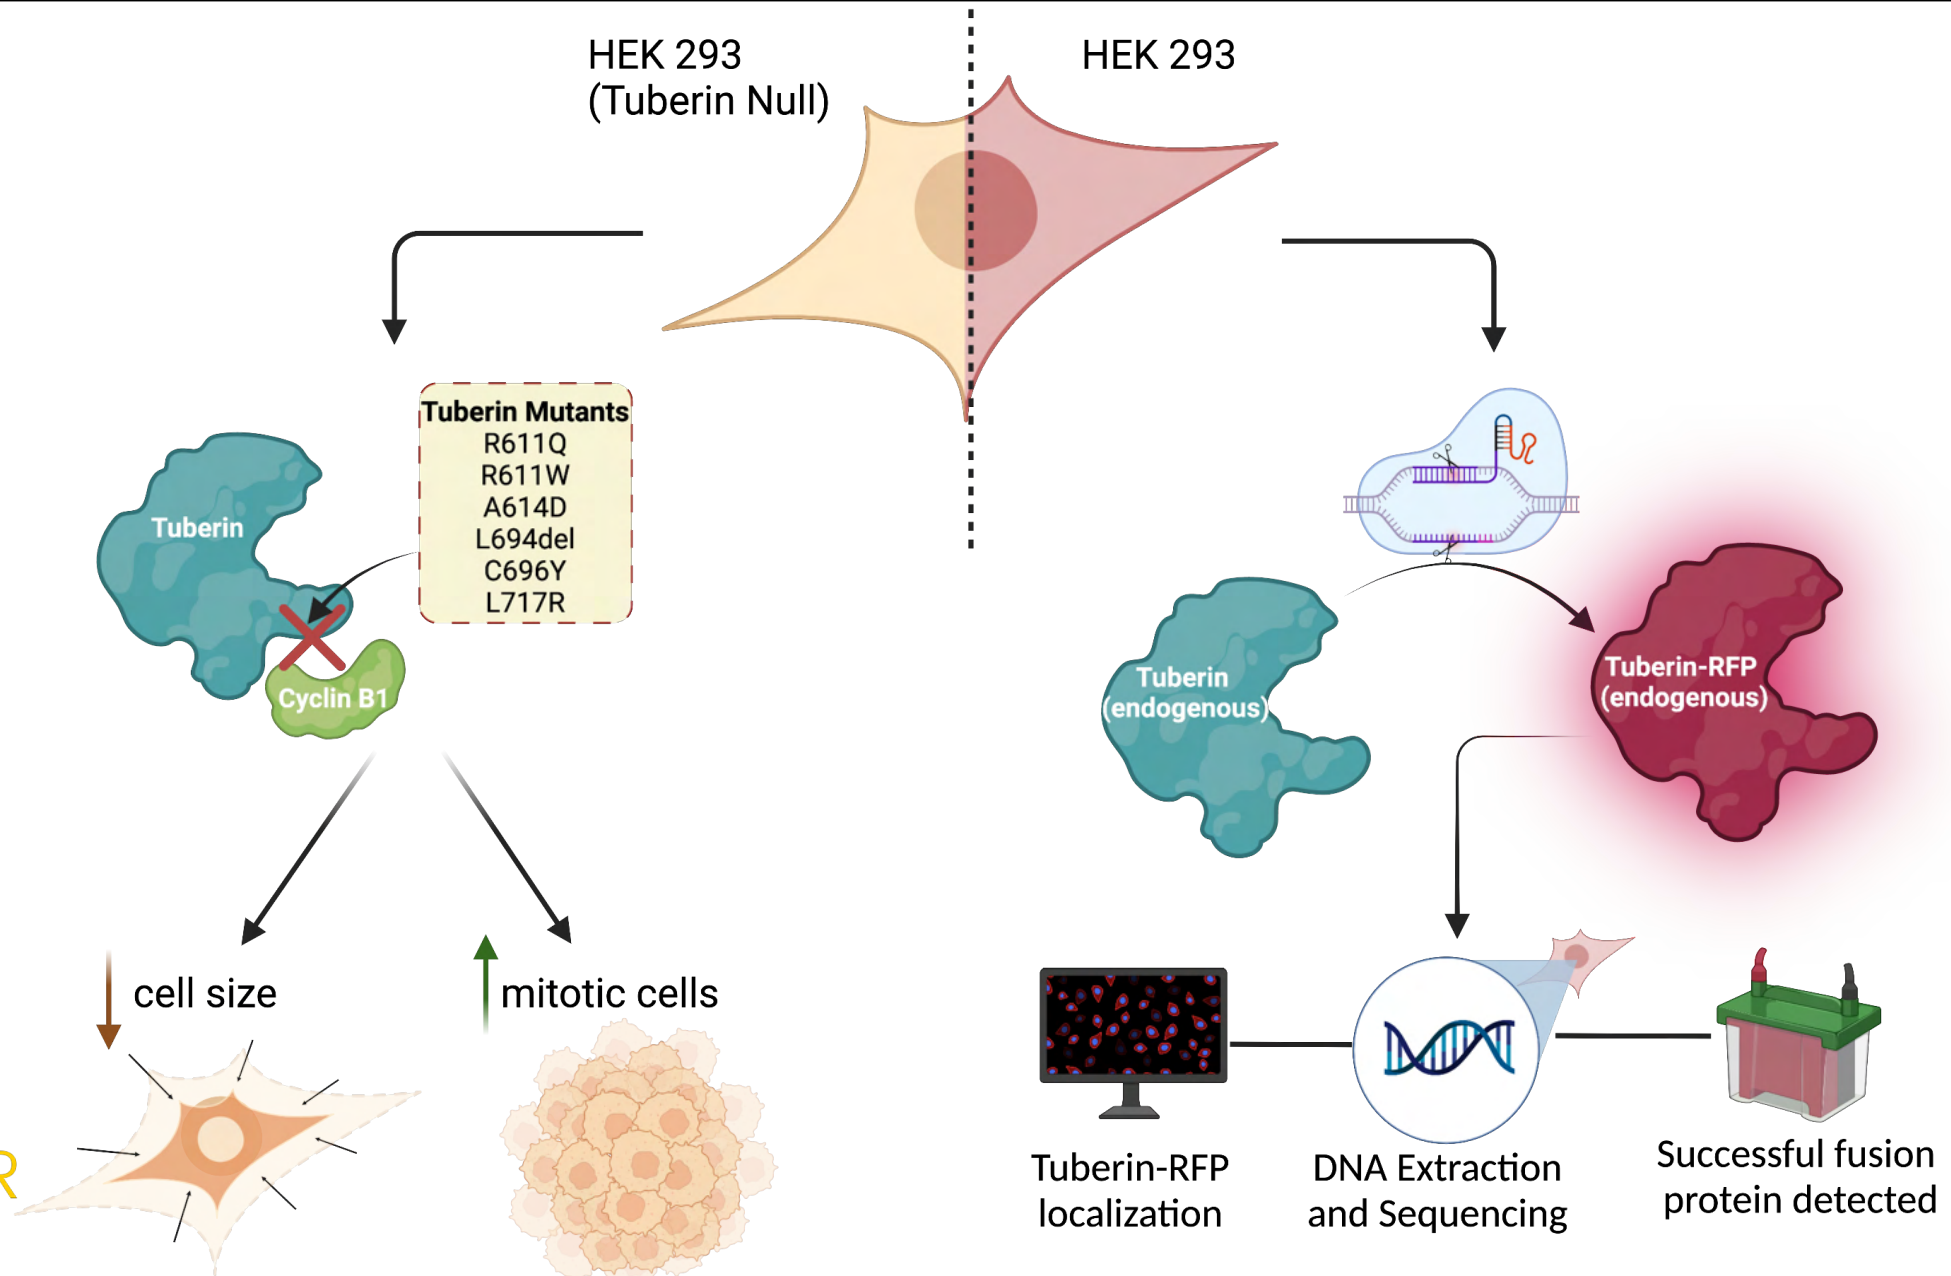 HEK 293
(Tuberin Null)
HEK 293
Tuberin Mutants
R611Q
R611W
A614D
L694del
C696Y
L717R
Tuberin
Cyclin B1
cell size
mitotic cells
Tuberin
(endogenous)
Tuberin-RFP
(endogenous)
Tuberin-RFP
localization
DNA Extraction
and Sequencing
Successful fusion
protein detected
R